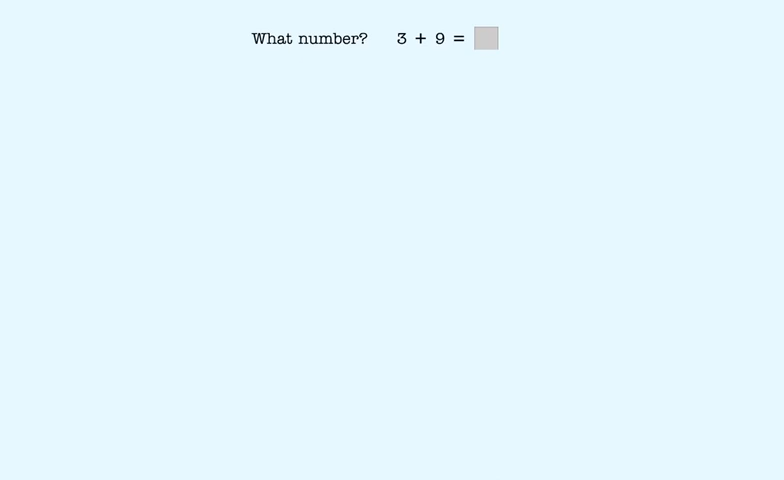 What number? 3 + 9 =